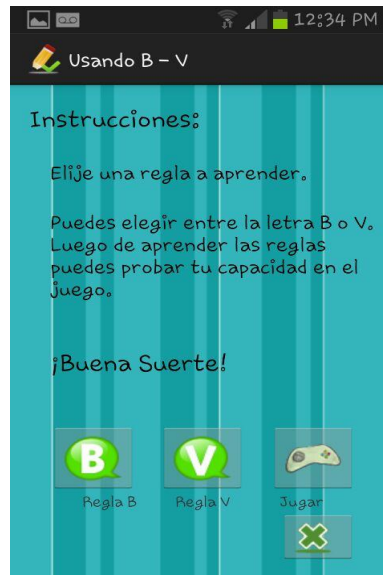 12:34 PM
Usando B - V
Instrucciones:
Elije una regla a aprender.
Puedes elegir entre la letra B o V.
Luego de aprender las reglas
puedes probar tu capacidad en el
juego.
¡Buena Suerte!
B V
Regla B Regla V Jugar